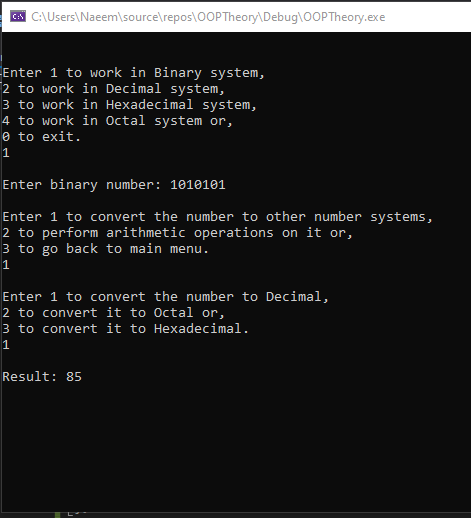 C:\Users\Naeem\source\repos\OOPTheory\Debug\OOPTheory.exe
Enter 1 to work in Binary system,
2 to work in Decimal system,
3 to work in Hexadecimal system,
4 to work in Octal system or,
0 to exit.
1
Enter binary number: 1010101
Enter 1 to convert the number to other number systems,
2 to perform arithmetic operations on it or,
3 to go back to main menu.
1
Enter 1 to convert the number to Decimal,
2 to convert it to Octal or,
3 to convert it to Hexadecimal.
1
Result: 85